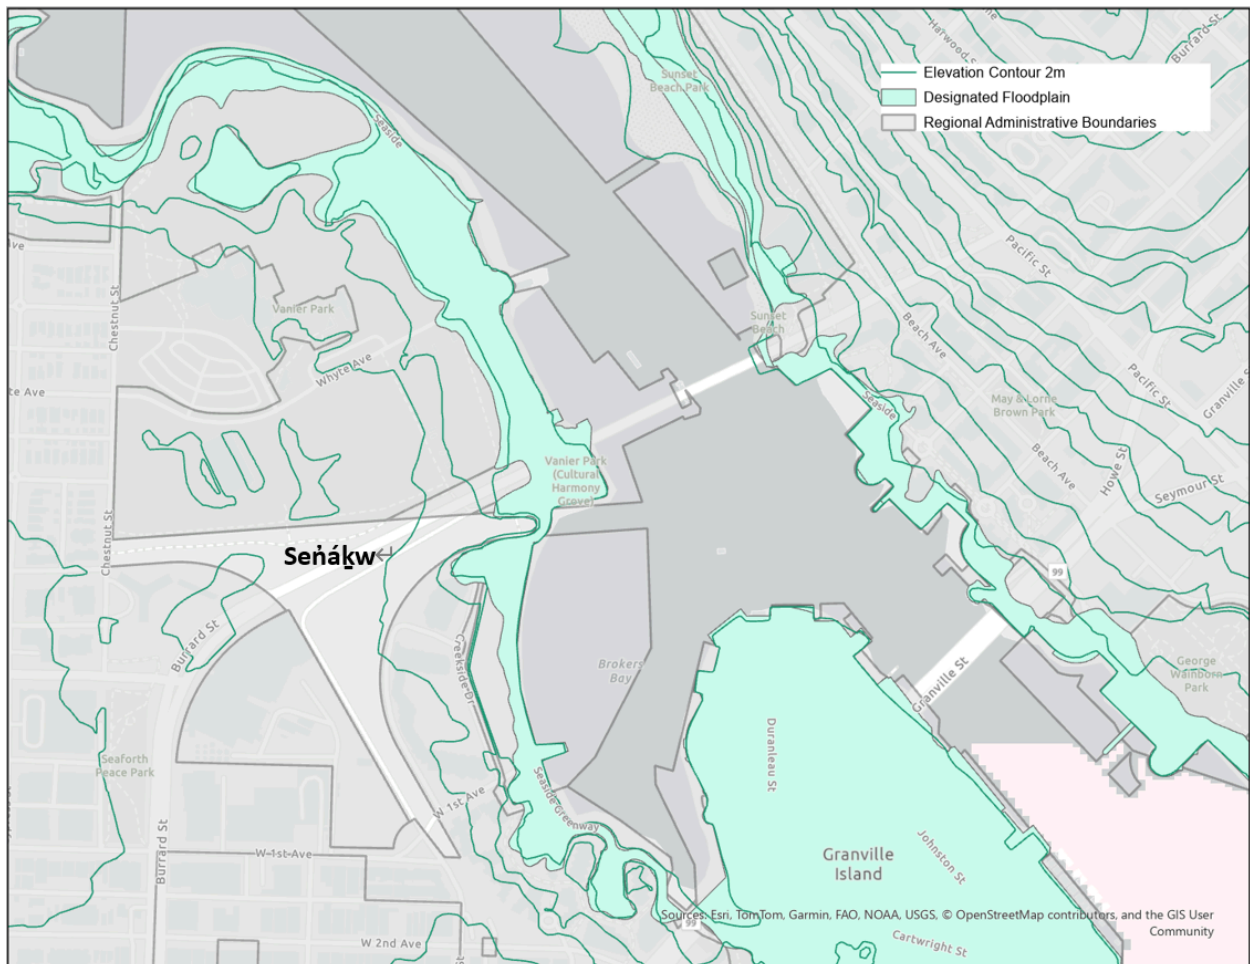 Burrard St
Harwood S
Sunset
Beach Park
Elevation Contour 2m
Designated Floodplain
Regional Administrative Boundaries
Seaside
Pacific St
Chestnut St
Vanier Park
Sunset
Beach
Beach Ave
Whyte Ave
te Ave
Pacific St
Granville S
May & Lorne
Brown Park
Seaside
Beach Ave
Howe St
Seymour St
Vanier Park
(Cultural
Harmony
Grove)
Chestnut St
Sen̓áḵw↵
99
Burrard St
Creekside Dr
Brokers
Bay
Granville St
George
Wainborn
Park
Duranleau St
Seaforth
Peace Park
Seaside Greenway
W 1st Ave
Burrard St
W 1st Ave
Johnston St
Granville
Island
Sources: Esri, TomTom, Garmin, FAO, NOAA, USGS, © OpenStreetMap contributors, and the GIS User
Community
99
W 2nd Ave
Cartwright St